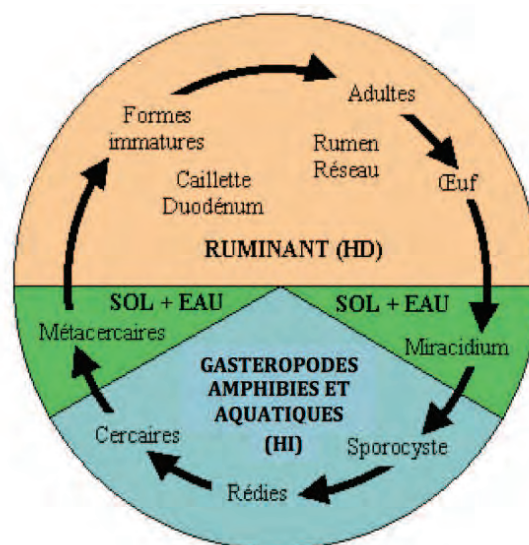 Adultes
Formes
immatures
Rumen
Réseau
Caillette
Duodénum
Œuf
RUMINANT (HD)
SOL + EAU
SOL + EAU
Métacercaires
Miracidium
GASTEROPODES
AMPHIBIES ET
AQUATIQUES
(HI)
Cercaires
Sporocyste
Rédies